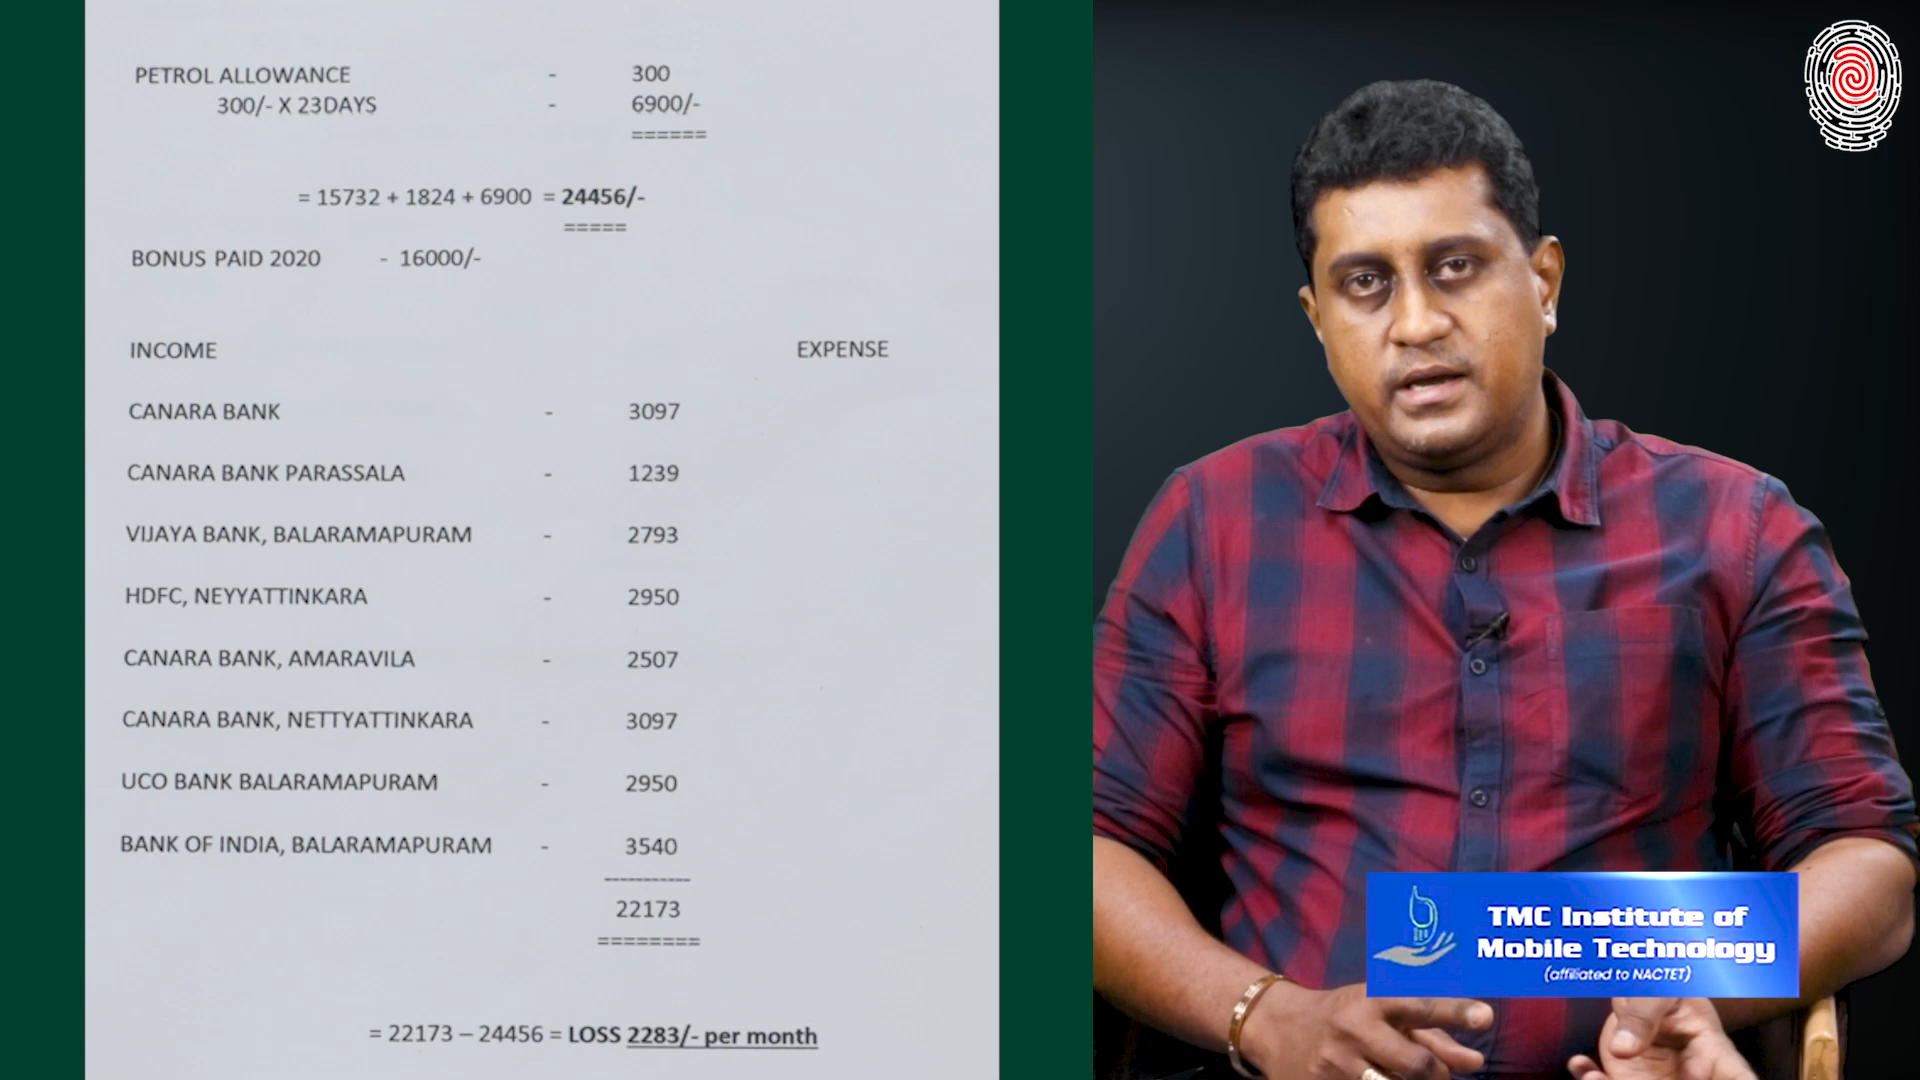 PETROL ALLOWANCE - 300
300/- X 23DAYS - 6900/-
======
= 15732 + 1824 + 6900 = 24456/-
=====
BONUS PAID 2020 - 16000/-
INCOME EXPENSE
CANARA BANK - 3097
CANARA BANK PARASSALA - 1239
VIJAYA BANK, BALARAMAPURAM - 2793
HDFC, NEYYATTINKARA - 2950
CANARA BANK, AMARAVILA - 2507
CANARA BANK, NETTYATTINKARA - 3097
UCO BANK BALARAMAPURAM - 2950
BANK OF INDIA, BALARAMAPURAM - 3540
-----------
22173
========
= 22173 – 24456 = LOSS 2283/- per month
TMC Institute of
Mobile Technology
(affiliated to NACTET)